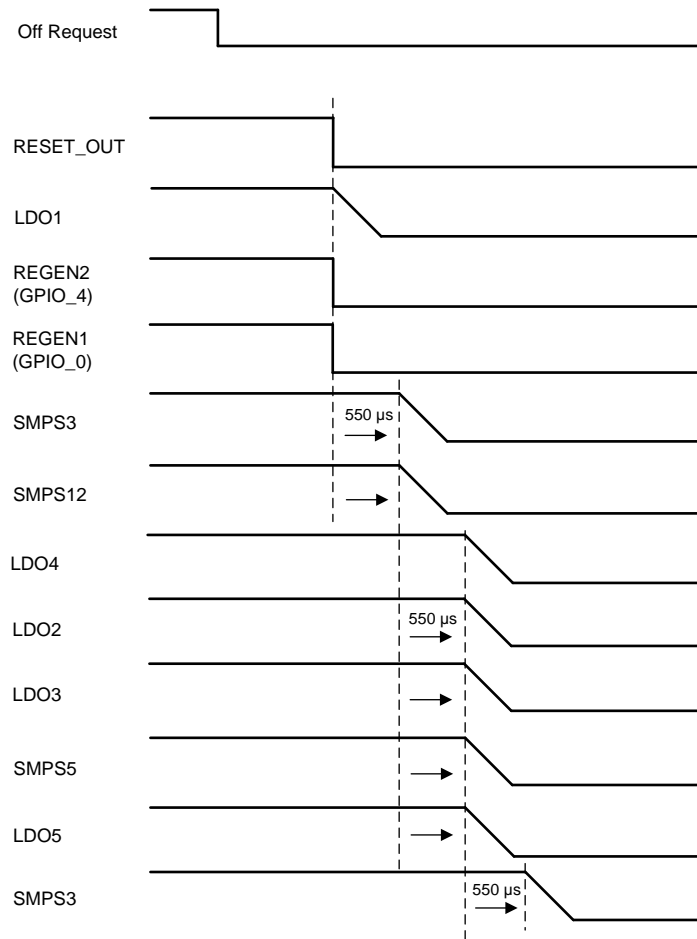 Off Request
RESET_OUT
LDO1
REGEN2
(GPIO_4)
REGEN1
(GPIO_0)
SMPS3
550 µs
SMPS12
LDO4
LDO2
550 µs
LDO3
SMPS5
LDO5
SMPS3
550 µs